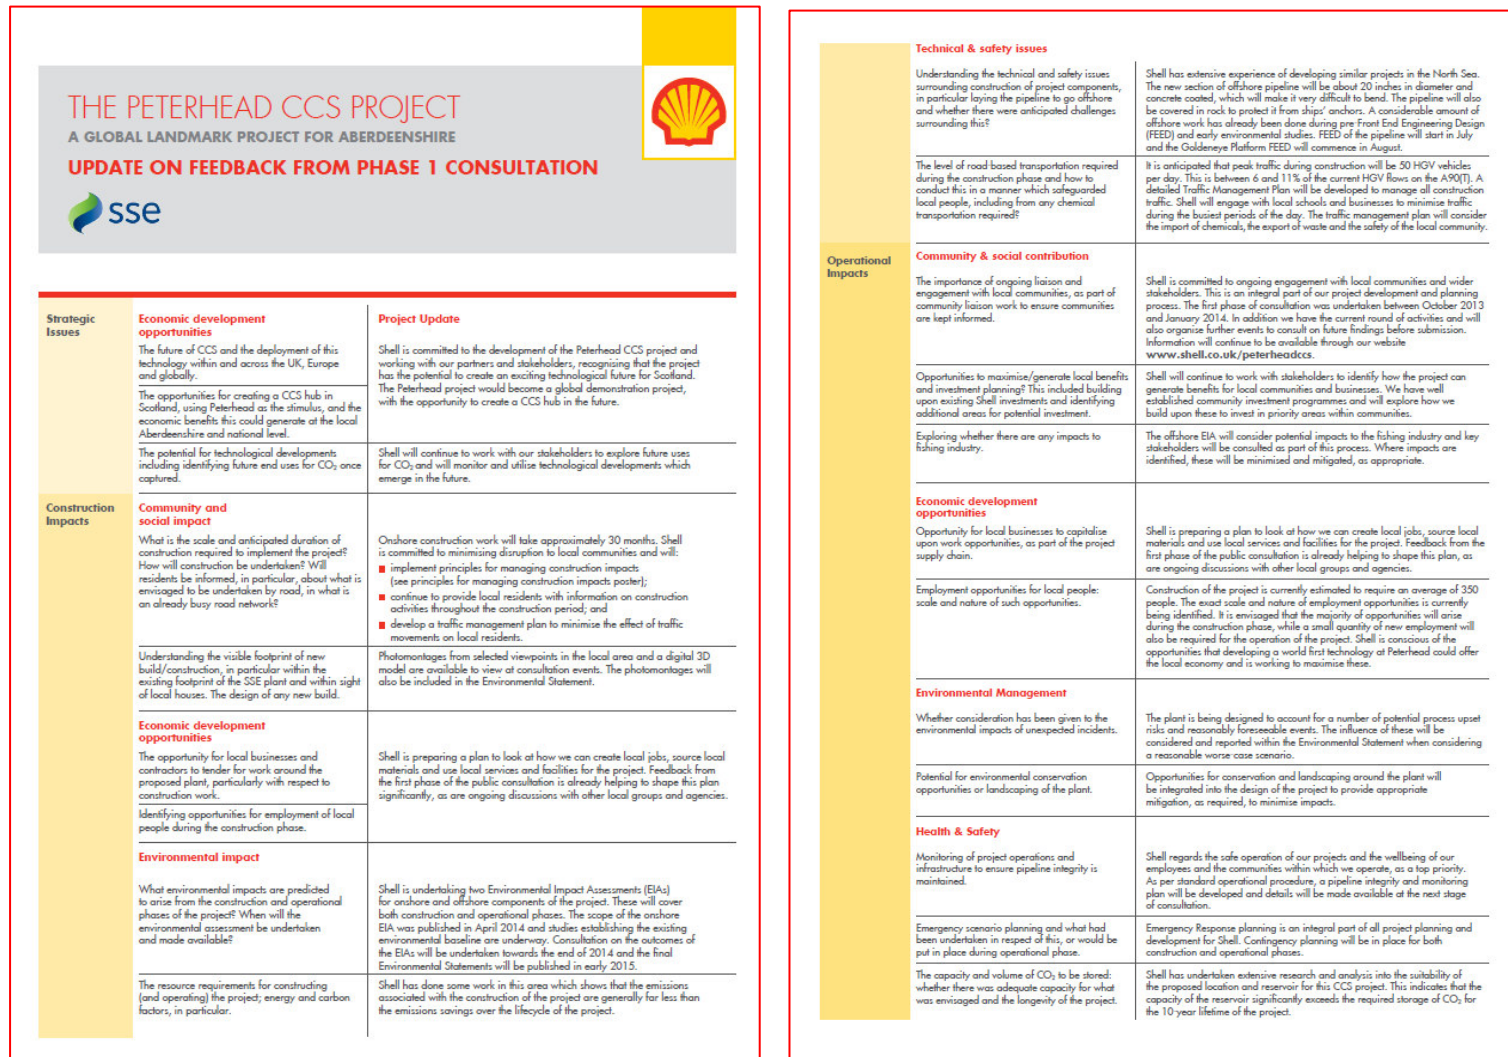 THE PETERHEAD CCS PROJECT
A GLOBAL LANDMARK PROJECT FOR ABERDEENSHIRE
UPDATE ON FEEDBACK FROM PHASE 1 CONSULTATION
sse
Strategic
Issues
Economic development
opportunities
Project Update
The future of CCS and the deployment of this
technology within and across the UK, Europe
and globally.
The opportunities for creating a CCS hub in
Scotland, using Peterhead as the stimulus, and the
economic benefits this could generate at the local
Aberdeenshire and national level.
Shell is committed to the development of the Peterhead CCS project and
working with our partners and stakeholders, recognising that the project
has the potential to create an exciting technological future for Scotland.
The Peterhead project would become a global demonstration project,
with the opportunity to create a CCS hub in the future.
The potential for technological developments
including identifying future end uses for CO₂ once
captured.
Shell will continue to work with our stakeholders to explore future uses
for CO₂ and will monitor and utilise technological developments which
emerge in the future.
Construction
Impacts
Community and
social impact
What is the scale and anticipated duration of
construction required to implement the project?
How will construction be undertaken? Will
residents be informed, in particular, about what is
envisaged to be undertaken by road, in what is
an already busy road network?
Onshore construction work will take approximately 30 months. Shell
is committed to minimising disruption to local communities and will:
■ implement principles for managing construction impacts
(see principles for managing construction impacts poster);
■ continue to provide local residents with information on construction
activities throughout the construction period; and
■ develop a traffic management plan to minimise the effect of traffic
movements on local residents.
Understanding the visible footprint of new
build/construction, in particular within the
existing footprint of the SSE plant and within sight
of local houses. The design of any new build.
Photomontages from selected viewpoints in the local area and a digital 3D
model are available to view at consultation events. The photomontages will
also be included in the Environmental Statement.
Economic development
opportunities
The opportunity for local businesses and
contractors to tender for work around the
proposed plant, particularly with respect to
construction work.
Identifying opportunities for employment of local
people during the construction phase.
Shell is preparing a plan to look at how we can create local jobs, source local
materials and use local services and facilities for the project. Feedback from
the first phase of the public consultation is already helping to shape this plan
significantly, as are ongoing discussions with other local groups and agencies.
Environmental impact
What environmental impacts are predicted
to arise from the construction and operational
phases of the project? When will the
environmental assessment be undertaken
and made available?
Shell is undertaking two Environmental Impact Assessments (EIAs)
for onshore and offshore components of the project. These will cover
both construction and operational phases. The scope of the onshore
EIA was published in April 2014 and studies establishing the existing
environmental baseline are underway. Consultation on the outcomes of
the EIAs will be undertaken towards the end of 2014 and the final
Environmental Statements will be published in early 2015.
The resource requirements for constructing
(and operating) the project; energy and carbon
factors, in particular.
Shell has done some work in this area which shows that the emissions
associated with the construction of the project are generally far less than
the emissions savings over the lifecycle of the project.
Technical & safety issues
Understanding the technical and safety issues
surrounding construction of project components,
in particular laying the pipeline to go offshore
and whether there were anticipated challenges
surrounding this?
Shell has extensive experience of developing similar projects in the North Sea.
The new section of offshore pipeline will be about 20 inches in diameter and
concrete coated, which will make it very difficult to bend. The pipeline will also
be covered in rock to protect it from ships' anchors. A considerable amount of
offshore work has already been done during pre-Front End Engineering Design
(FEED) and early environmental studies. FEED of the pipeline will start in July
and the Goldeneye Platform FEED will commence in August.
The level of road-based transportation required
during the construction phase and how to
conduct this in a manner which safeguarded
local people, including from any chemical
transportation required?
It is anticipated that peak traffic during construction will be 50 HGV vehicles
per day. This is between 6 and 11% of the current HGV flows on the A90(T). A
detailed Traffic Management Plan will be developed to manage all construction
traffic. Shell will engage with local schools and businesses to minimise traffic
during the busiest periods of the day. The traffic management plan will consider
the import of chemicals, the export of waste and the safety of the local community.
Operational
Impacts
Community & social contribution
The importance of ongoing liaison and
engagement with local communities, as part of
community liaison work to ensure communities
are kept informed.
Shell is committed to ongoing engagement with local communities and wider
stakeholders. This is an integral part of our project development and planning
process. The first phase of consultation was undertaken between October 2013
and January 2014. In addition we have the current round of activities and will
also organise further events to consult on future findings before submission.
Information will continue to be available through our website
www.shell.co.uk/peterheadccs.
Opportunities to maximise/generate local benefits
and investment planning? This included building
upon existing Shell investments and identifying
additional areas for potential investment.
Shell will continue to work with stakeholders to identify how the project can
generate benefits for local communities and businesses. We have well
established community investment programmes and will explore how we
build upon these to invest in priority areas within communities.
Exploring whether there are any impacts to
fishing industry.
The offshore EIA will consider potential impacts to the fishing industry and key
stakeholders will be consulted as part of this process. Where impacts are
identified, these will be minimised and mitigated, as appropriate.
Economic development
opportunities
Opportunity for local businesses to capitalise
upon work opportunities, as part of the project
supply chain.
Shell is preparing a plan to look at how we can create local jobs, source local
materials and use local services and facilities for the project. Feedback from the
first phase of the public consultation is already helping to shape this plan, as
are ongoing discussions with other local groups and agencies.
Employment opportunities for local people:
scale and nature of such opportunities.
Construction of the project is currently estimated to require an average of 350
people. The exact scale and nature of employment opportunities is currently
being identified. It is envisaged that the majority of opportunities will arise
during the construction phase, while a small quantity of new employment will
also be required for the operation of the project. Shell is conscious of the
opportunities that developing a world first technology at Peterhead could offer
the local economy and is working to maximise these.
Environmental Management
Whether consideration has been given to the
environmental impacts of unexpected incidents.
The plant is being designed to account for a number of potential process upset
risks and reasonably foreseeable events. The influence of these will be
considered and reported within the Environmental Statement when considering
a reasonable worse case scenario.
Potential for environmental conservation
opportunities or landscaping of the plant.
Opportunities for conservation and landscaping around the plant will
be integrated into the design of the project to provide appropriate
mitigation, as required, to minimise impacts.
Health & Safety
Monitoring of project operations and
infrastructure to ensure pipeline integrity is
maintained.
Shell regards the safe operation of our projects and the wellbeing of our
employees and the communities within which we operate, as a top priority.
As per standard operational procedure, a pipeline integrity and monitoring
plan will be developed and details will be made available at the next stage
of consultation.
Emergency scenario planning and what had
been undertaken in respect of this, or would be
put in place during operational phase.
Emergency Response planning is an integral part of all project planning and
development for Shell. Contingency planning will be in place for both
construction and operational phases.
The capacity and volume of CO₂ to be stored:
whether there was adequate capacity for what
was envisaged and the longevity of the project.
Shell has undertaken extensive research and analysis into the suitability of
the proposed location and reservoir for this CCS project. This indicates that the
capacity of the reservoir significantly exceeds the required storage of CO₂ for
the 10-year lifetime of the project.